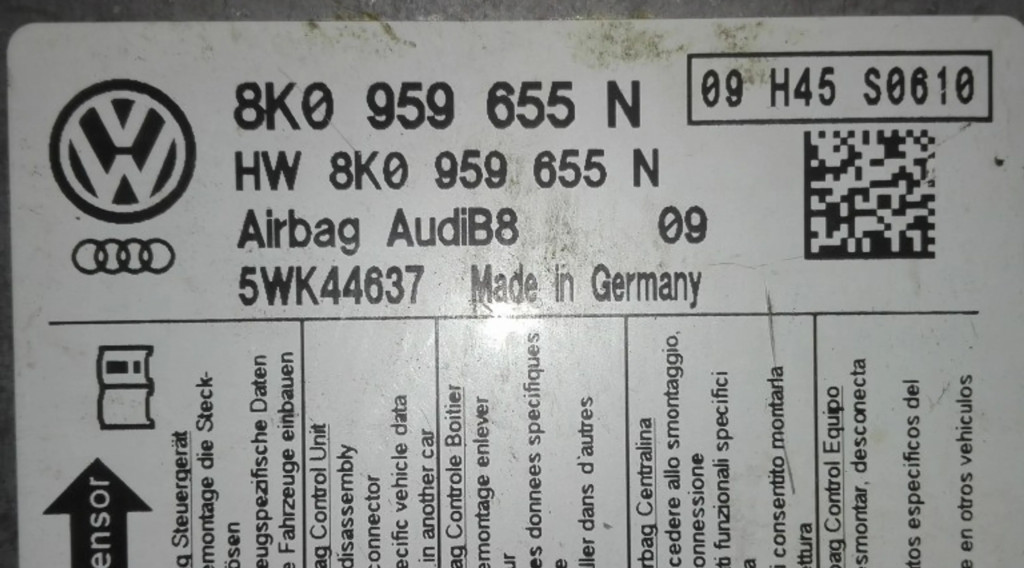 8K0 959 655 N
09 H45 S0610
HW 8K0 959 655 N
Airbag AudiB8 09
5WK44637 Made in Germany
ensor
g Steuergerät
emontage die Steck-
ösen
eugspezifische Daten
e Fahrzeuge einbauen
ag Control Unit
disassembly
connector
ecific vehicle data
in another car
ag Controle Boitier
emontage enlever
ur
es donnees specifiques
e
ller dans d'autres
rbag Centralina
cedere allo smontaggio,
onnessione
ti funzionali specifici
a
i consentito montarla
ettura
bag Control Equipo
esmontar, desconecta
tos especificos del
e en otros vehiculos